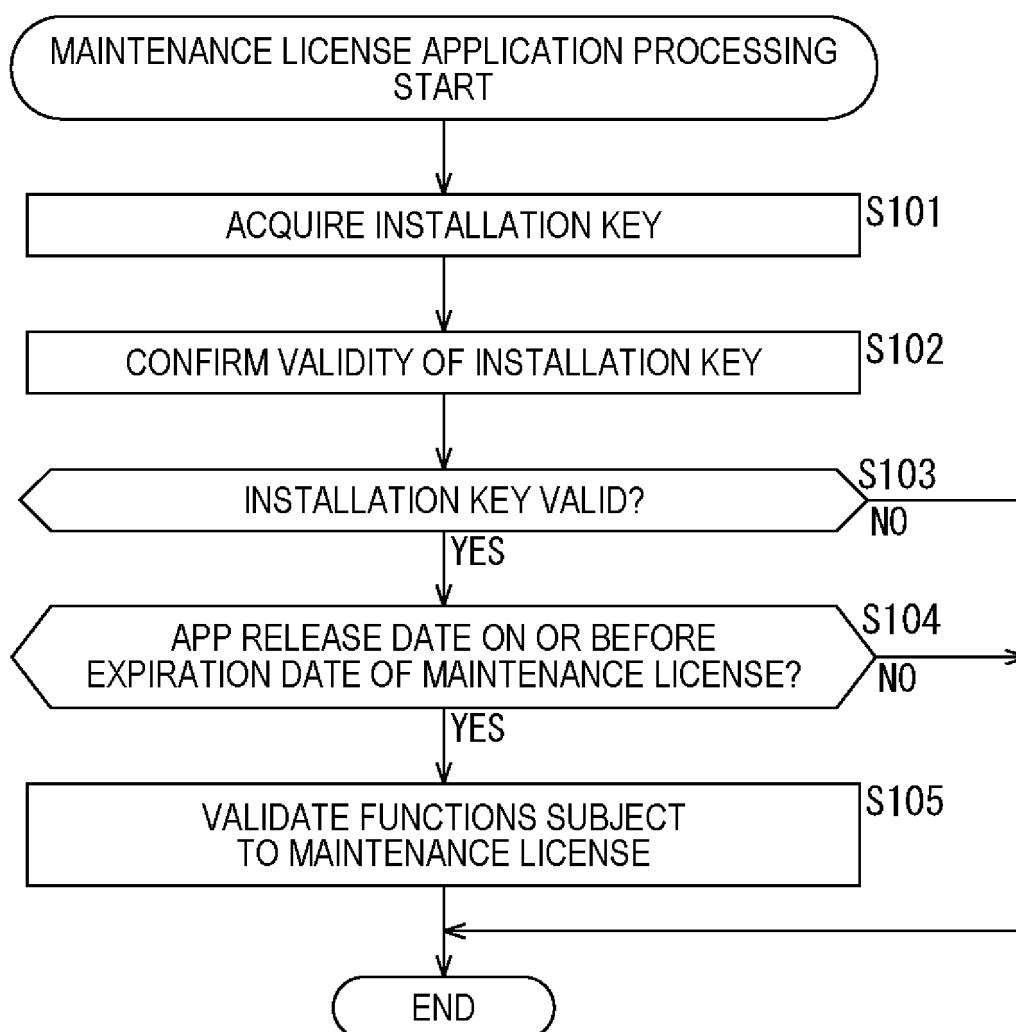 MAINTENANCE LICENSE APPLICATION PROCESSING
START
ACQUIRE INSTALLATION KEY
S101
CONFIRM VALIDITY OF INSTALLATION KEY
S102
INSTALLATION KEY VALID?
S103
NO
YES
APP RELEASE DATE ON OR BEFORE
EXPIRATION DATE OF MAINTENANCE LICENSE?
S104
NO
YES
VALIDATE FUNCTIONS SUBJECT
TO MAINTENANCE LICENSE
S105
END